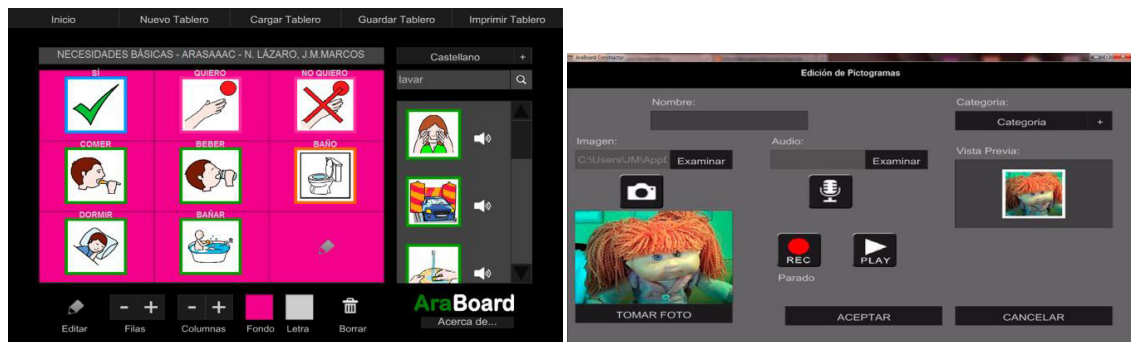 Inicio
Nuevo Tablero
Cargar Tablero
Guardar Tablero
Imprimir Tablero
NECESIDADES BÁSICAS - ARASAAAC - N. LÁZARO, J.M.MARCOS
SÍ
QUIERO
NO QUIERO
COMER
BEBER
BAÑO
DORMIR
BAÑAR
Castellano +
lavar
Editar
- +
Filas
- +
Columnas
Fondo
Letra
Borrar
AraBoard
Acerca de...
AraBoard Constructor
Edición de Pictogramas
Nombre:
Categoria:
Categoria +
Imagen:
C:\Users\JM\AppD
Examinar
Audio:
Examinar
Vista Previa:
REC
PLAY
Parado
TOMAR FOTO
ACEPTAR
CANCELAR